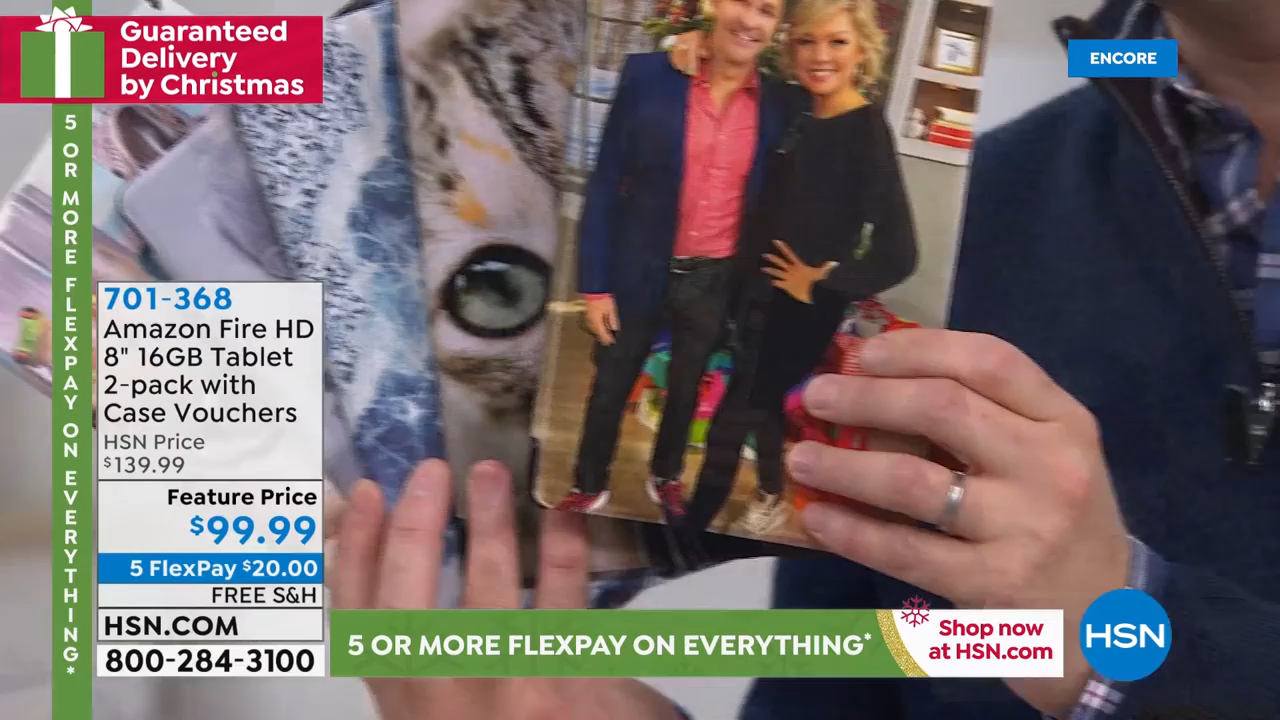 Guaranteed
Delivery
by Christmas
ENCORE
5 OR MORE FLEXPAY ON EVERYTHING*
701-368
Amazon Fire HD
8" 16GB Tablet
2-pack with
Case Vouchers
HSN Price
$139.99
Feature Price
$99.99
5 FlexPay $20.00
FREE S&H
HSN.COM
800-284-3100
5 OR MORE FLEXPAY ON EVERYTHING*
Shop now
at HSN.com
HSN